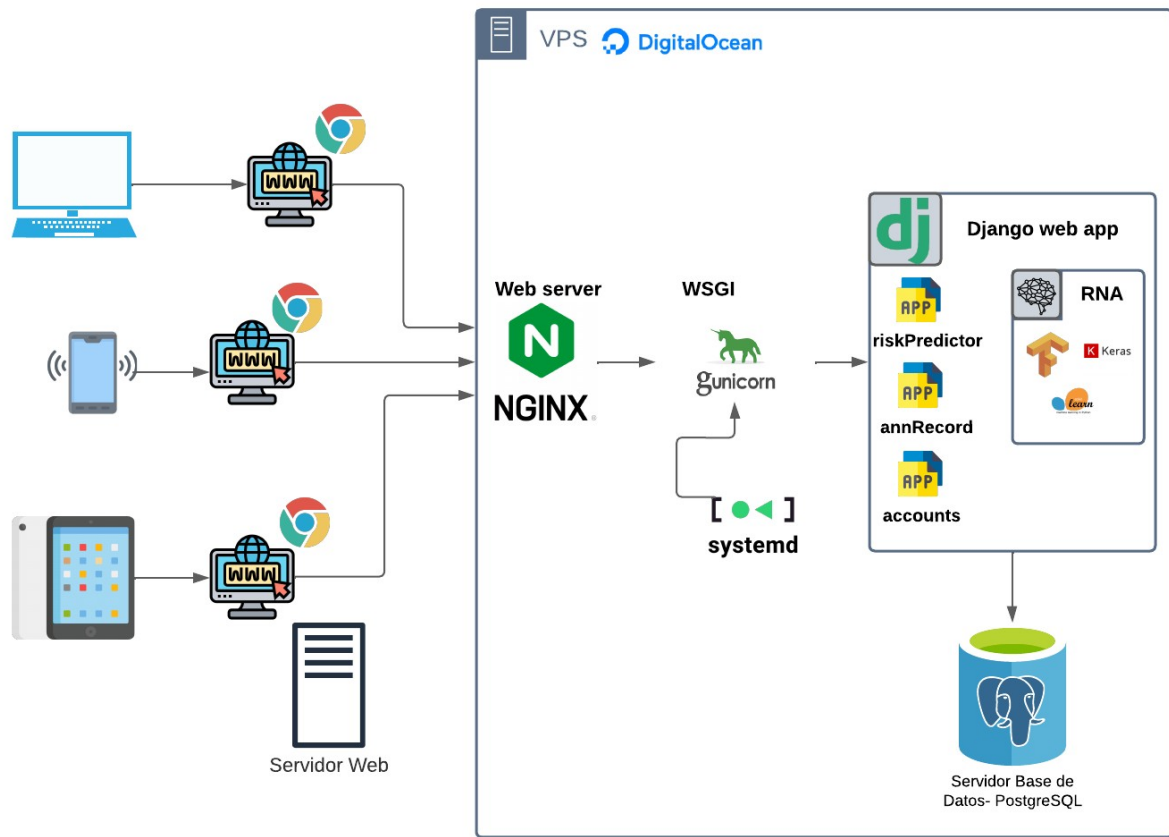 VPS DigitalOcean
WWW
Web server
NGINX®
WSGI
gunicorn
systemd
dj
Django web app
APP
riskPredictor
APP
annRecord
APP
accounts
RNA
K Keras
learn
WWW
WWW
Servidor Web
Servidor Base de
Datos- PostgreSQL